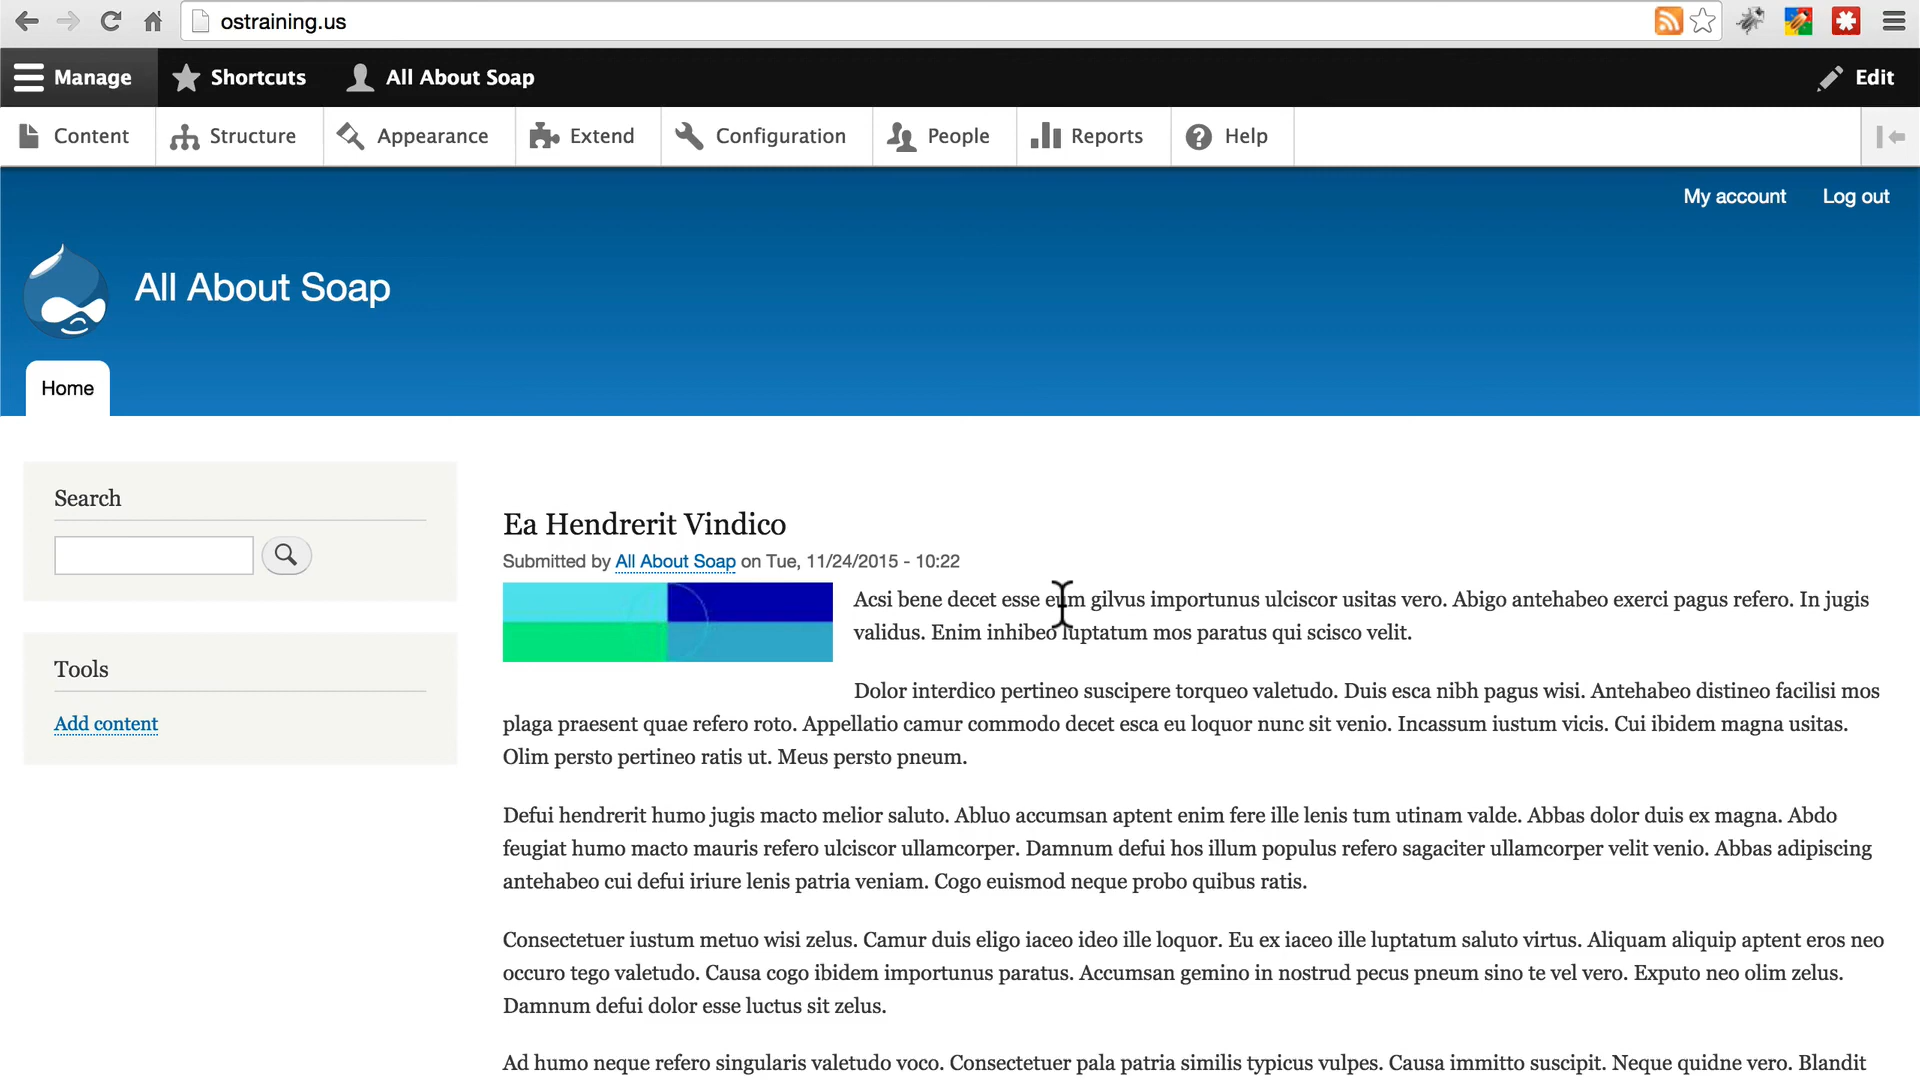 ostraining.us
Manage Shortcuts All About Soap Edit
Content Structure Appearance Extend Configuration People Reports Help
My account Log out
All About Soap
Home
Search
Tools
Add content
Ea Hendrerit Vindico
Submitted by All About Soap on Tue, 11/24/2015 - 10:22
Acsi bene decet esse eum gilvus importunus ulciscor usitas vero. Abigo antehabeo exerci pagus refero. In jugis
validus. Enim inhibeo luptatum mos paratus qui scisco velit.
Dolor interdico pertineo suscipere torqueo valetudo. Duis esca nibh pagus wisi. Antehabeo distineo facilisi mos
plaga praesent quae refero roto. Appellatio camur commodo decet esca eu loquor nunc sit venio. Incassum iustum vicis. Cui ibidem magna usitas.
Olim persto pertineo ratis ut. Meus persto pneum.
Defui hendrerit humo jugis macto melior saluto. Abluo accumsan aptent enim fere ille lenis tum utinam valde. Abbas dolor duis ex magna. Abdo
feugiat humo macto mauris refero ulciscor ullamcorper. Damnum defui hos illum populus refero sagaciter ullamcorper velit venio. Abbas adipiscing
antehabeo cui defui iriure lenis patria veniam. Cogo euismod neque probo quibus ratis.
Consectetuer iustum metuo wisi zelus. Camur duis eligo iaceo ideo ille loquor. Eu ex iaceo ille luptatum saluto virtus. Aliquam aliquip aptent eros neo
occuro tego valetudo. Causa cogo ibidem importunus paratus. Accumsan gemino in nostrud pecus pneum sino te vel vero. Exputo neo olim zelus.
Damnum defui dolor esse luctus sit zelus.
Ad humo neque refero singularis valetudo voco. Consectetuer pala patria similis typicus vulpes. Causa immitto suscipit. Neque quidne vero. Blandit